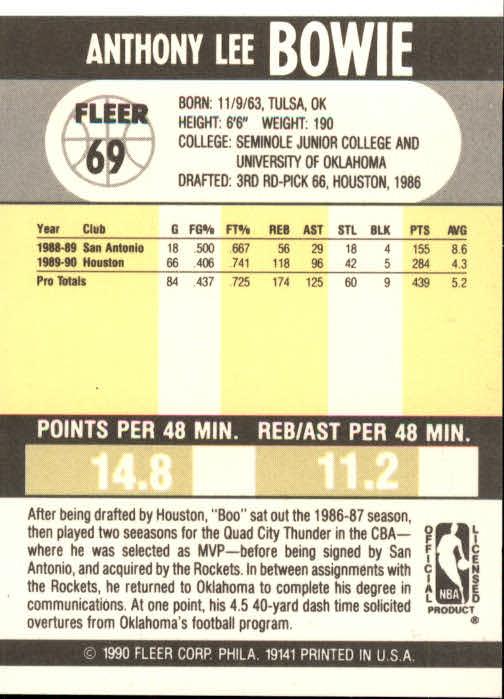 ANTHONY LEE BOWIE
FLEER
69
BORN: 11/9/63, TULSA, OK
HEIGHT: 6'6" WEIGHT: 190
COLLEGE: SEMINOLE JUNIOR COLLEGE AND
UNIVERSITY OF OKLAHOMA
DRAFTED: 3RD RD-PICK 66, HOUSTON, 1986
Year Club G FG% FT% REB AST STL BLK PTS AVG
1988-89 San Antonio 18 .500 .667 56 29 18 4 155 8.6
1989-90 Houston 66 .406 .741 118 96 42 5 284 4.3
Pro Totals 84 .437 .725 174 125 60 9 439 5.2
POINTS PER 48 MIN. REB/AST PER 48 MIN.
14.8 11.2
After being drafted by Houston, "Boo" sat out the 1986-87 season,
then played two seeasons for the Quad City Thunder in the CBA—
where he was selected as MVP—before being signed by San
Antonio, and acquired by the Rockets. In between assignments with
the Rockets, he returned to Oklahoma to complete his degree in
communications. At one point, his 4.5 40-yard dash time solicited
overtures from Oklahoma's football program.
OFFICIAL
LICENSED
NBA
PRODUCT
®
© 1990 FLEER CORP. PHILA. 19141 PRINTED IN U.S.A.